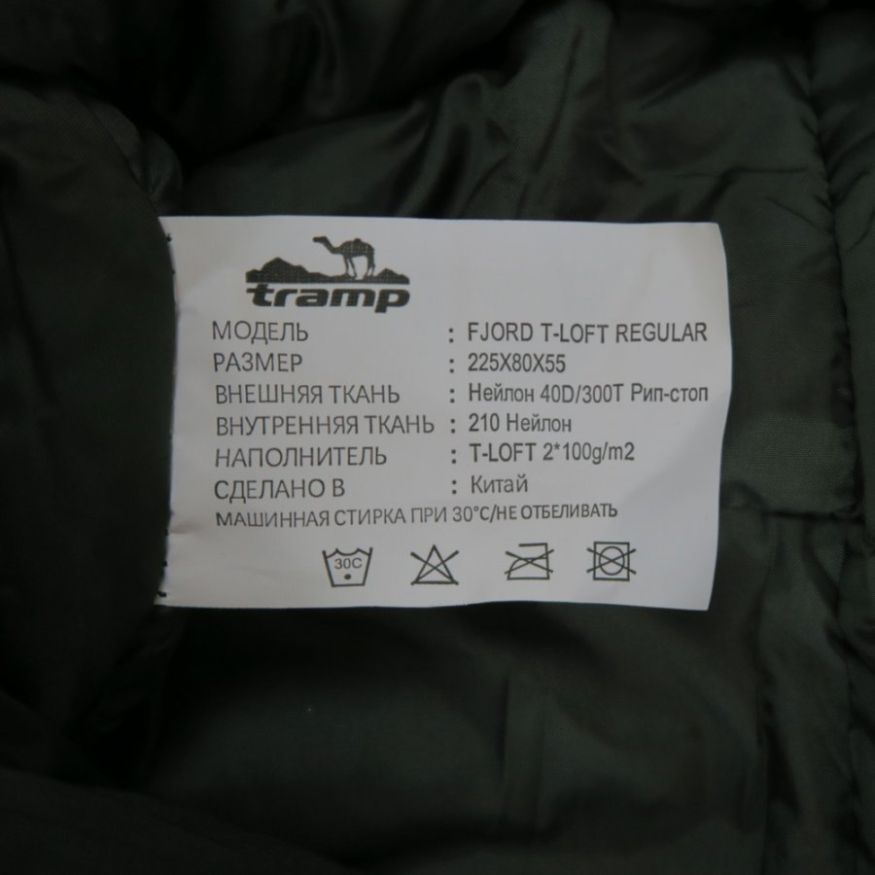 tramp
МОДЕЛЬ : FJORD T-LOFT REGULAR
РАЗМЕР : 225X80X55
ВНЕШНЯЯ ТКАНЬ : Нейлон 40D/300T Рип-стоп
ВНУТРЕННЯЯ ТКАНЬ : 210 Нейлон
НАПОЛНИТЕЛЬ : T-LOFT 2*100g/m2
СДЕЛАНО В : Китай
МАШИННАЯ СТИРКА ПРИ 30°С/НЕ ОТБЕЛИВАТЬ
30C